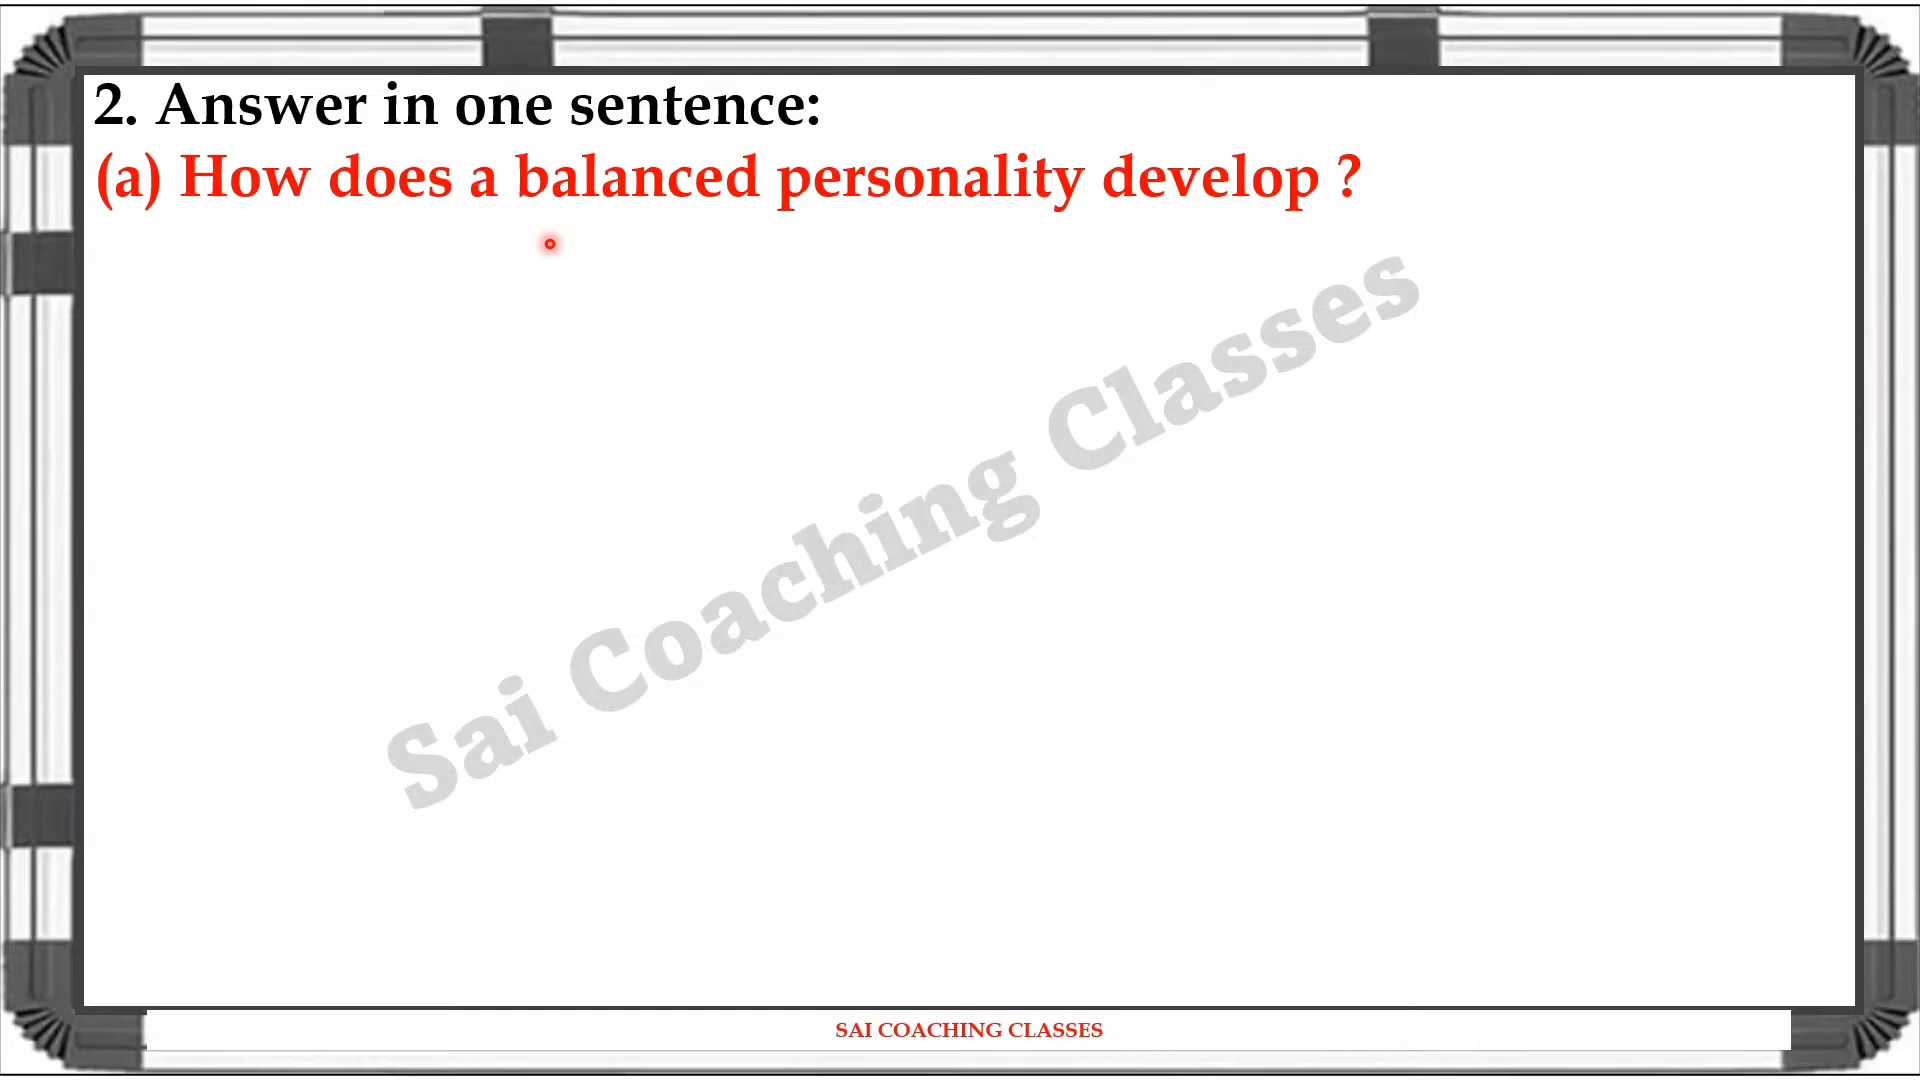 2. Answer in one sentence:
(a) How does a balanced personality develop ?
Sai Coaching Classes
SAI COACHING CLASSES